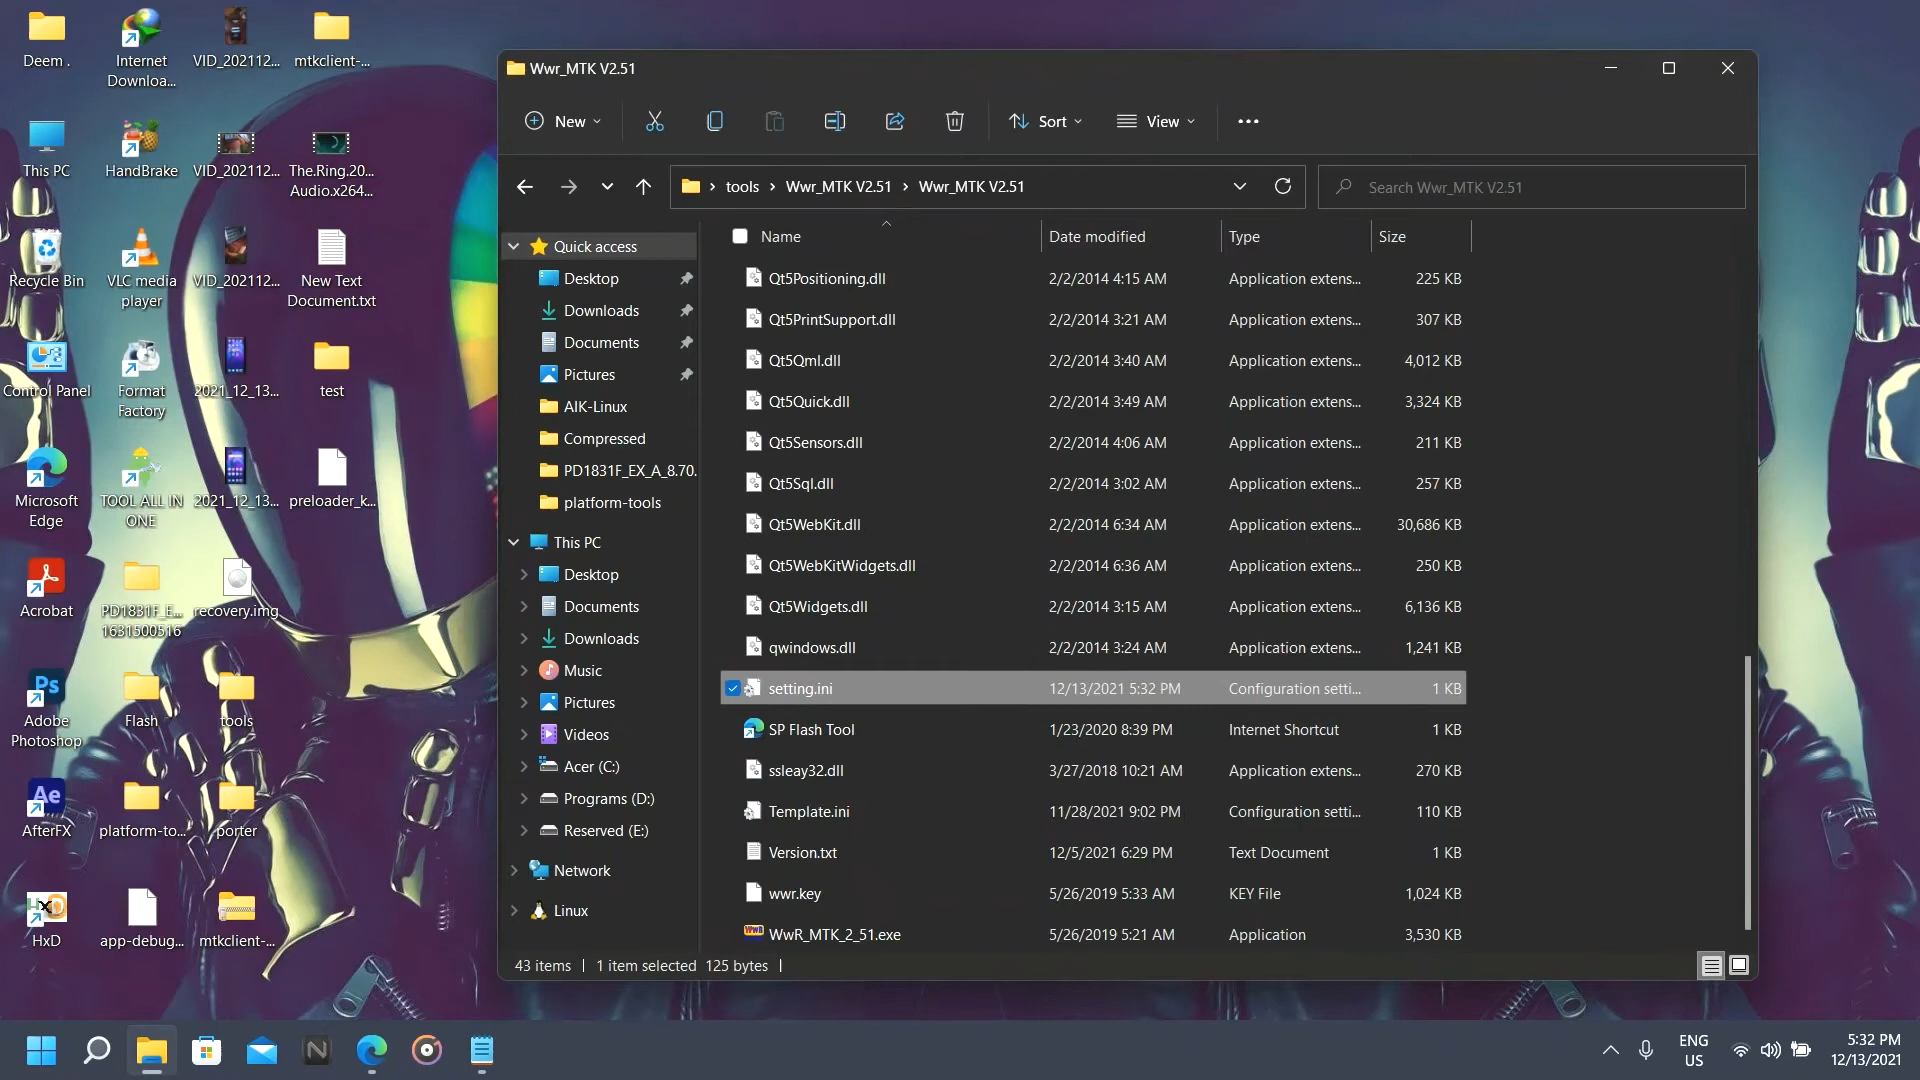 Deem .
Internet
Downloa...
VID_202112...
mtkclient-...
This PC
HandBrake
VID_202112...
The.Ring.20...
Audio.x264...
Recycle Bin
VLC media
player
VID_202112...
New Text
Document.txt
Control Panel
Format
Factory
2021_12_13...
test
Microsoft
Edge
TOOL ALL IN
ONE
2021_12_13...
preloader_k...
Acrobat
PD1831F_E...
1631500516
recovery.img
Ps
Adobe
Photoshop
Flash
tools
Ae
AfterFX
platform-to...
porter
HxD
HxD
app-debug...
mtkclient-...
Wwr_MTK V2.51
New
Sort
View
tools
Wwr_MTK V2.51
Wwr_MTK V2.51
Search Wwr_MTK V2.51
Quick access
Desktop
Downloads
Documents
Pictures
AIK-Linux
Compressed
PD1831F_EX_A_8.70.
platform-tools
This PC
Desktop
Documents
Downloads
Music
Pictures
Videos
Acer (C:)
Programs (D:)
Reserved (E:)
Network
Linux
Name Date modified Type Size
Qt5Positioning.dll 2/2/2014 4:15 AM Application extens... 225 KB
Qt5PrintSupport.dll 2/2/2014 3:21 AM Application extens... 307 KB
Qt5Qml.dll 2/2/2014 3:40 AM Application extens... 4,012 KB
Qt5Quick.dll 2/2/2014 3:49 AM Application extens... 3,324 KB
Qt5Sensors.dll 2/2/2014 4:06 AM Application extens... 211 KB
Qt5Sql.dll 2/2/2014 3:02 AM Application extens... 257 KB
Qt5WebKit.dll 2/2/2014 6:34 AM Application extens... 30,686 KB
Qt5WebKitWidgets.dll 2/2/2014 6:36 AM Application extens... 250 KB
Qt5Widgets.dll 2/2/2014 3:15 AM Application extens... 6,136 KB
qwindows.dll 2/2/2014 3:24 AM Application extens... 1,241 KB
setting.ini 12/13/2021 5:32 PM Configuration setti... 1 KB
SP Flash Tool 1/23/2020 8:39 PM Internet Shortcut 1 KB
ssleay32.dll 3/27/2018 10:21 AM Application extens... 270 KB
Template.ini 11/28/2021 9:02 PM Configuration setti... 110 KB
Version.txt 12/5/2021 6:29 PM Text Document 1 KB
wwr.key 5/26/2019 5:33 AM KEY File 1,024 KB
WwR_MTK_2_51.exe 5/26/2019 5:21 AM Application 3,530 KB
43 items 1 item selected 125 bytes
ENG
US
5:32 PM
12/13/2021